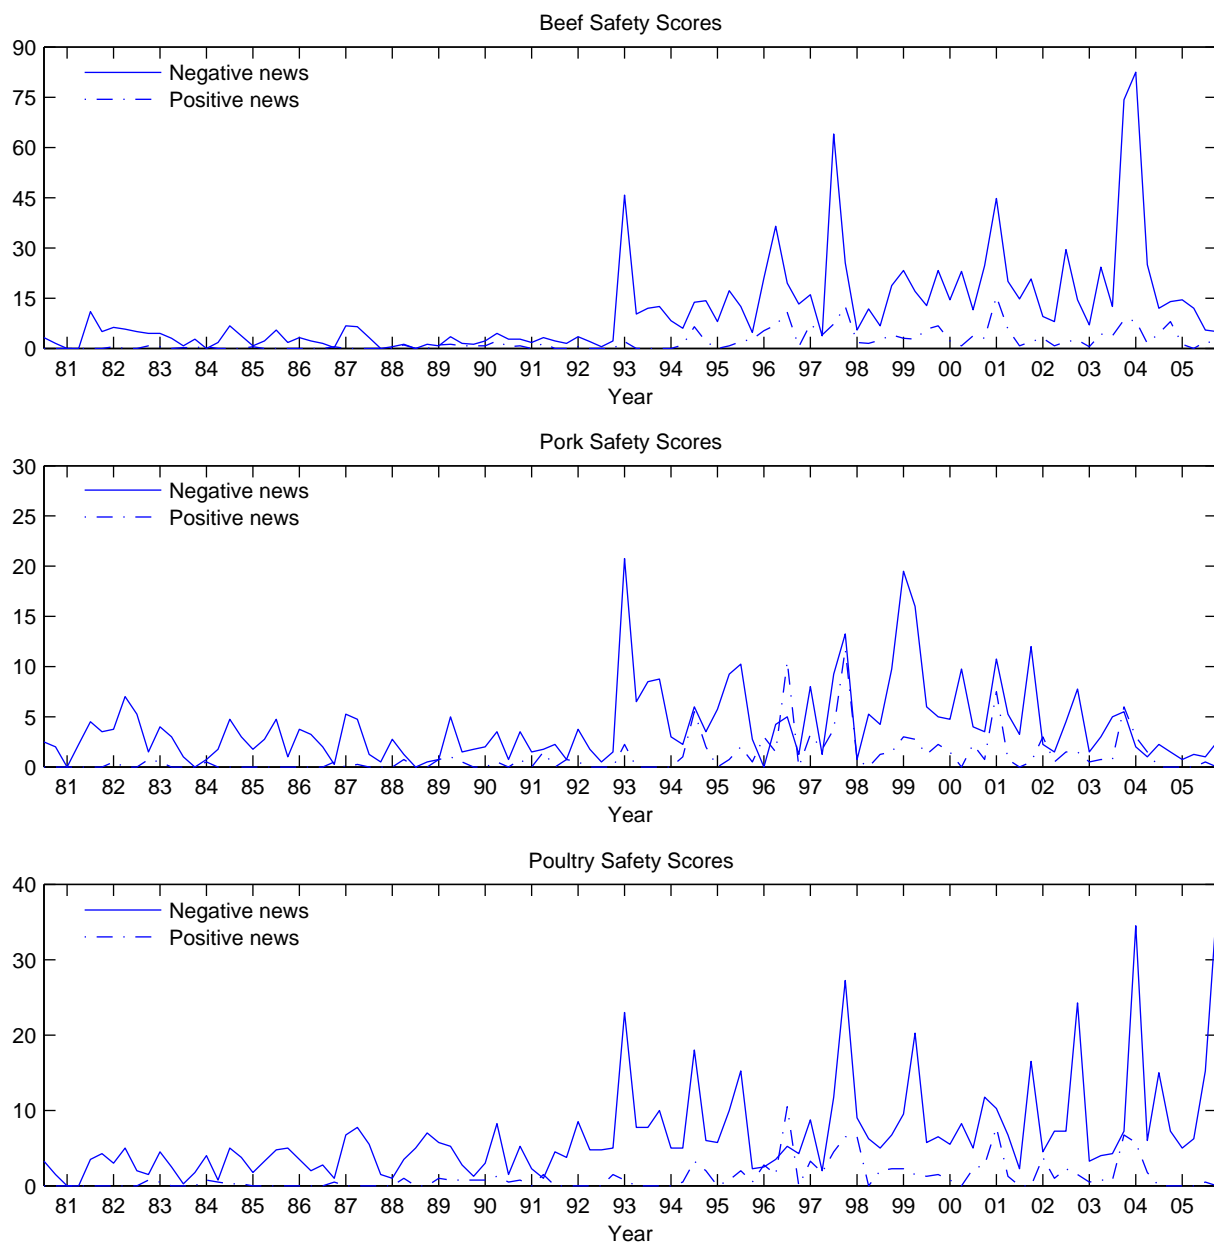 Beef Safety Scores
90
75
60
45
30
15
0
Negative news
Positive news
81 82 83 84 85 86 87 88 89 90 91 92 93 94 95 96 97 98 99 00 01 02 03 04 05
Year
Pork Safety Scores
30
25
20
15
10
5
0
Negative news
Positive news
81 82 83 84 85 86 87 88 89 90 91 92 93 94 95 96 97 98 99 00 01 02 03 04 05
Year
Poultry Safety Scores
40
30
20
10
0
Negative news
Positive news
81 82 83 84 85 86 87 88 89 90 91 92 93 94 95 96 97 98 99 00 01 02 03 04 05
Year